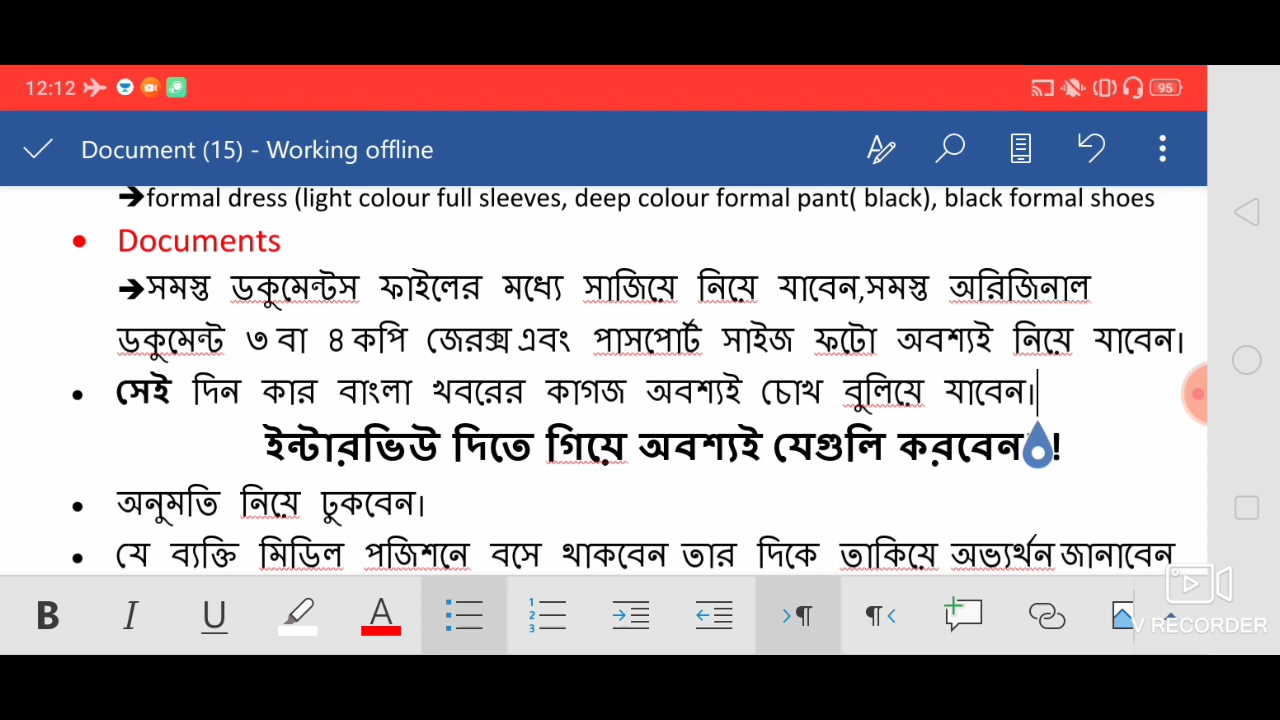 12:12
95
Document (15) - Working offline
➔formal dress (light colour full sleeves, deep colour formal pant( black), black formal shoes
• Documents
➔সমস্ত ডকুমেন্টস ফাইলের মধ্যে সাজিয়ে নিয়ে যাবেন,সমস্ত অরিজিনাল
ডকুমেন্ট ৩ বা ৪ কপি জেরক্স এবং পাসপোর্ট সাইজ ফটো অবশ্যই নিয়ে যাবেন।
• সেই দিন কার বাংলা খবরের কাগজ অবশ্যই চোখ বুলিয়ে যাবেন।
ইন্টারভিউ দিতে গিয়ে অবশ্যই যেগুলি করবেন!
• অনুমতি নিয়ে ঢুকবেন।
• যে ব্যক্তি মিডিল পজিশনে বসে থাকবেন তার দিকে তাকিয়ে অভ্যর্থন জানাবেন
B I U A
V RECORDER